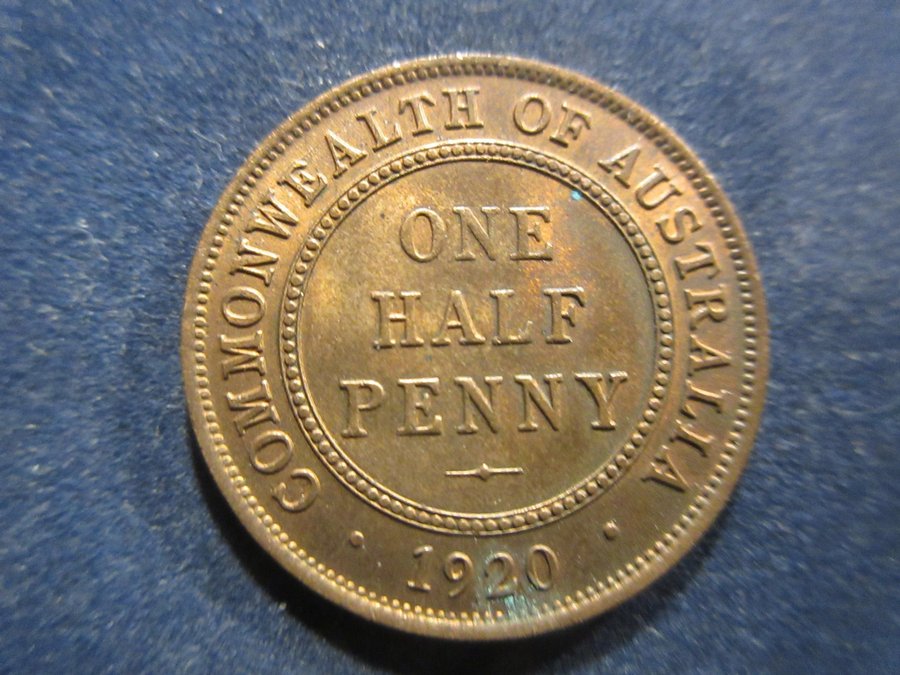 COMMONWEALTH OF AUSTRALIA
ONE
HALF
PENNY
1920